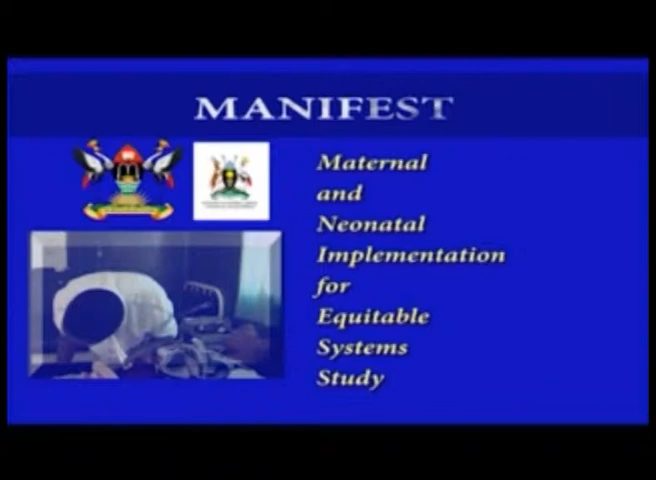 MANIFEST
Maternal
and
Neonatal
Implementation
for
Equitable
Systems
Study